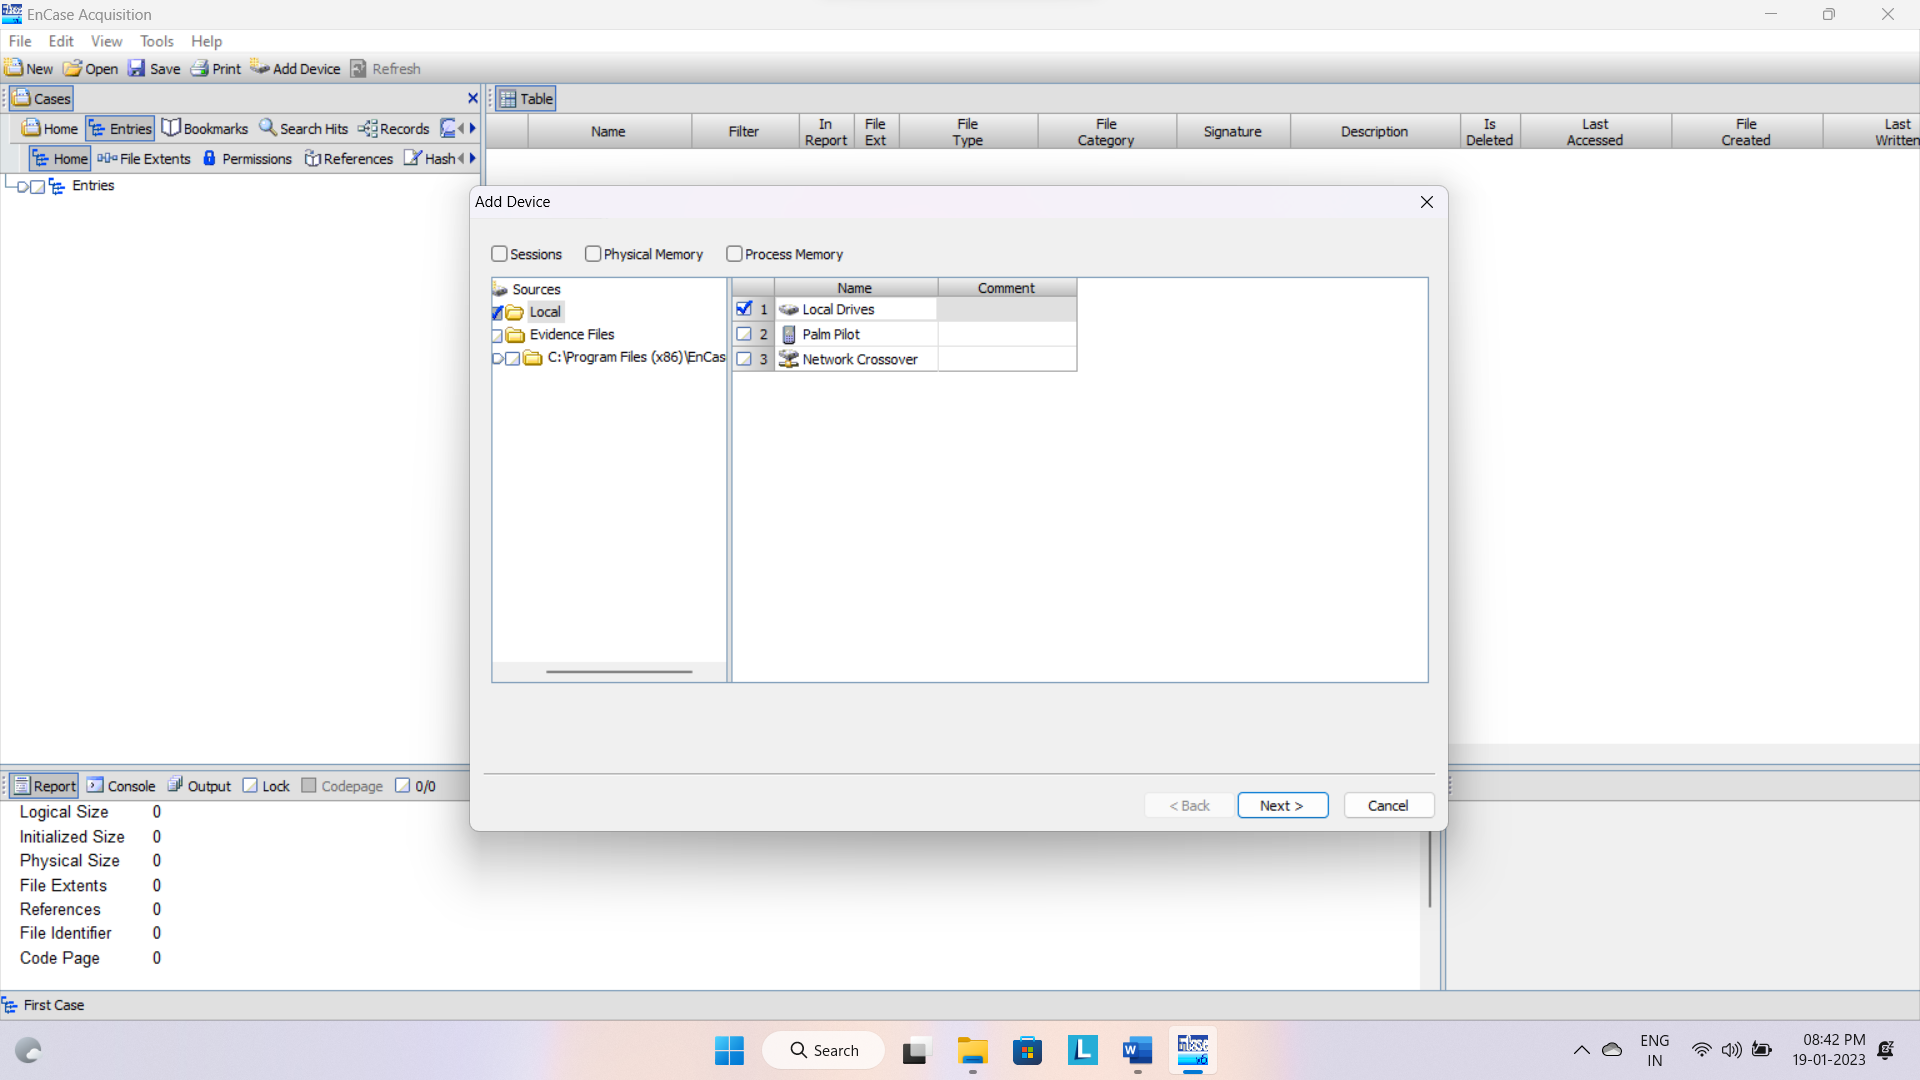 EnCase Acquisition
File Edit View Tools Help
New Open Save Print Add Device Refresh
Cases
Table
Home Entries Bookmarks Search Hits Records
Home File Extents Permissions References Hash
Entries
Name Filter In Report File Ext File Type File Category Signature Description Is Deleted Last Accessed File Created Last Written
Add Device
Sessions Physical Memory Process Memory
Sources
Local
Evidence Files
C:\Program Files (x86)\EnCas
Name Comment
1 Local Drives
2 Palm Pilot
3 Network Crossover
< Back Next > Cancel
Report Console Output Lock Codepage 0/0
Logical Size 0
Initialized Size 0
Physical Size 0
File Extents 0
References 0
File Identifier 0
Code Page 0
First Case
Search
L
W
EnCase
v6
ENG
IN
08:42 PM
19-01-2023